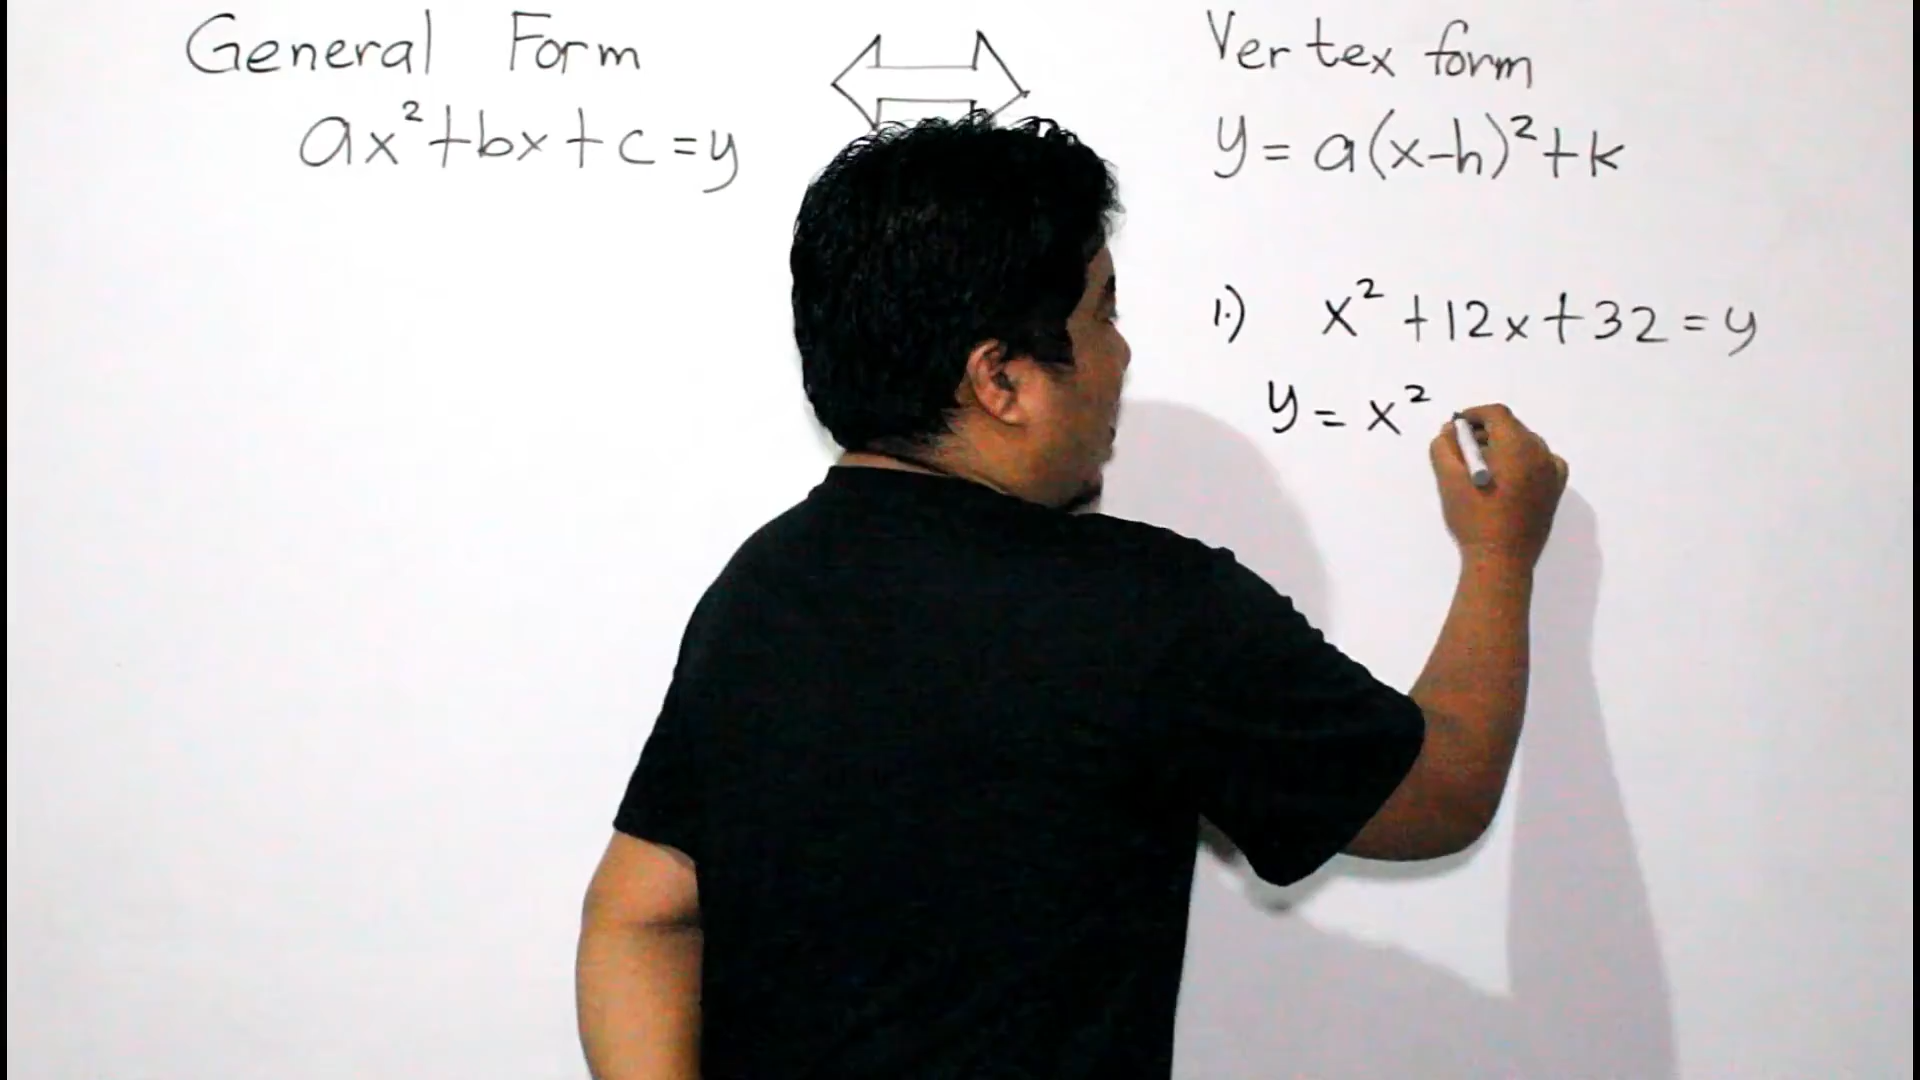 General Form
ax²+bx+c=y
Vertex form
y=a(x-h)²+k
1.) x²+12x+32=y
y=x²